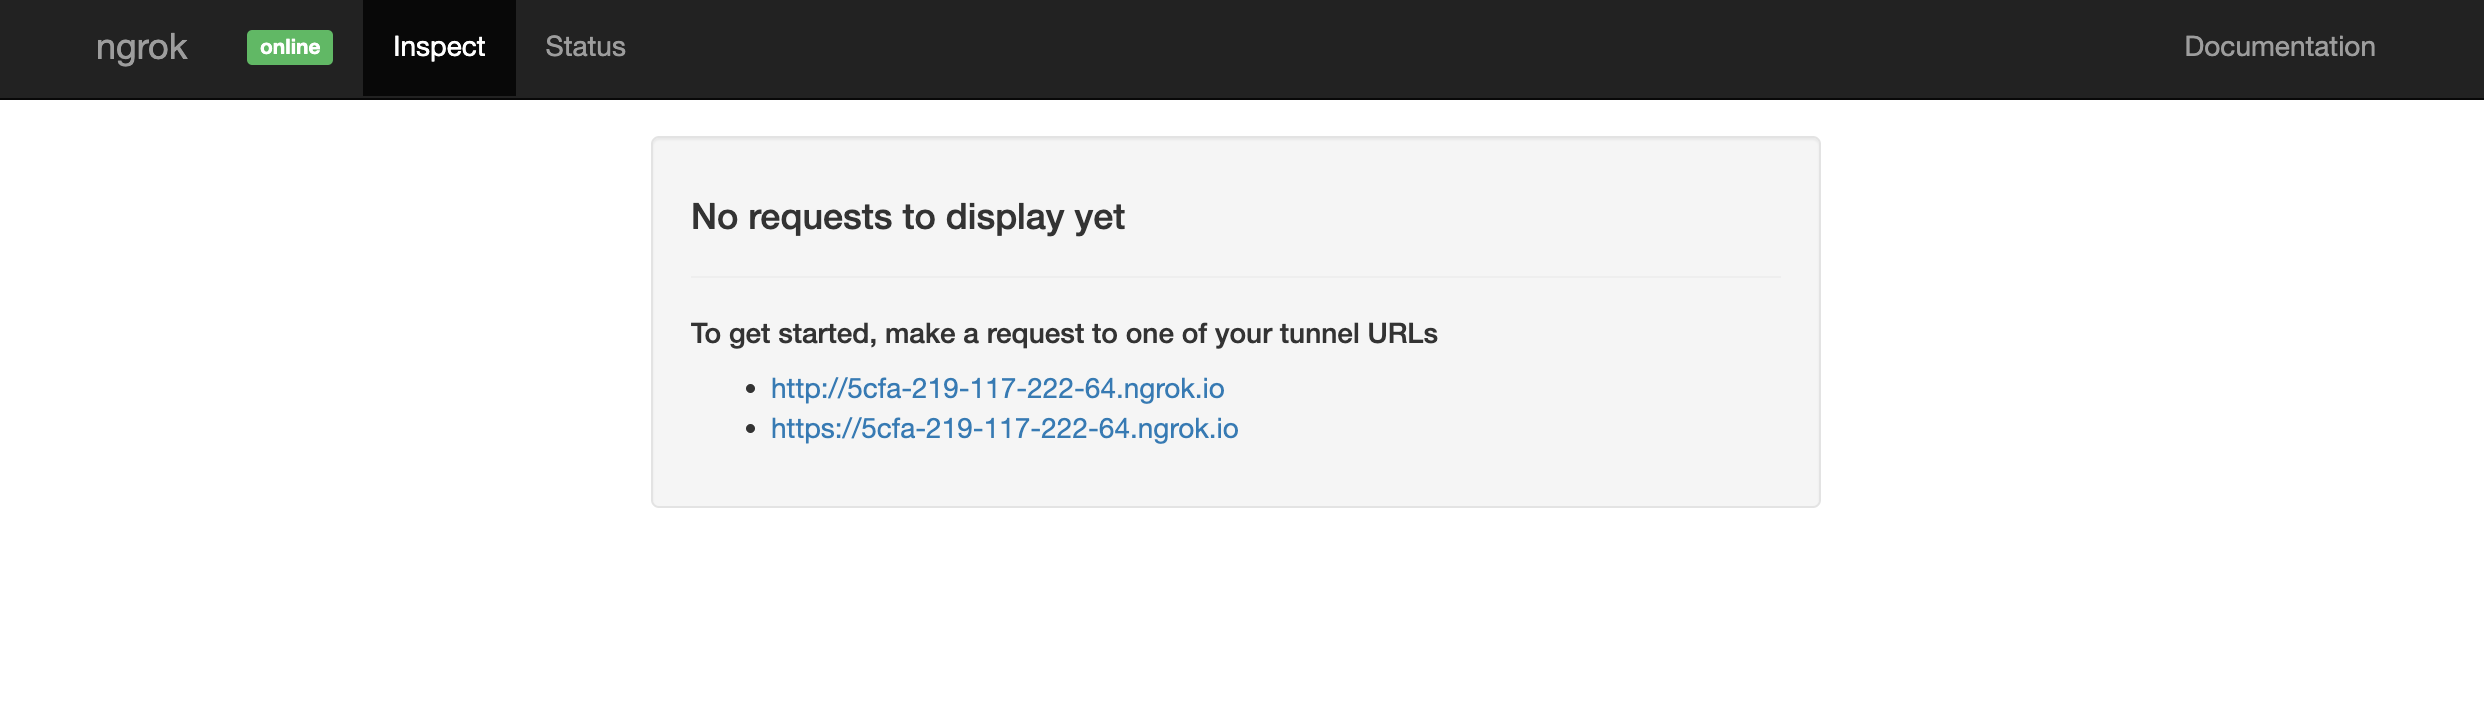 ngrok online Inspect Status Documentation
No requests to display yet
To get started, make a request to one of your tunnel URLs
http://5cfa-219-117-222-64.ngrok.io
https://5cfa-219-117-222-64.ngrok.io